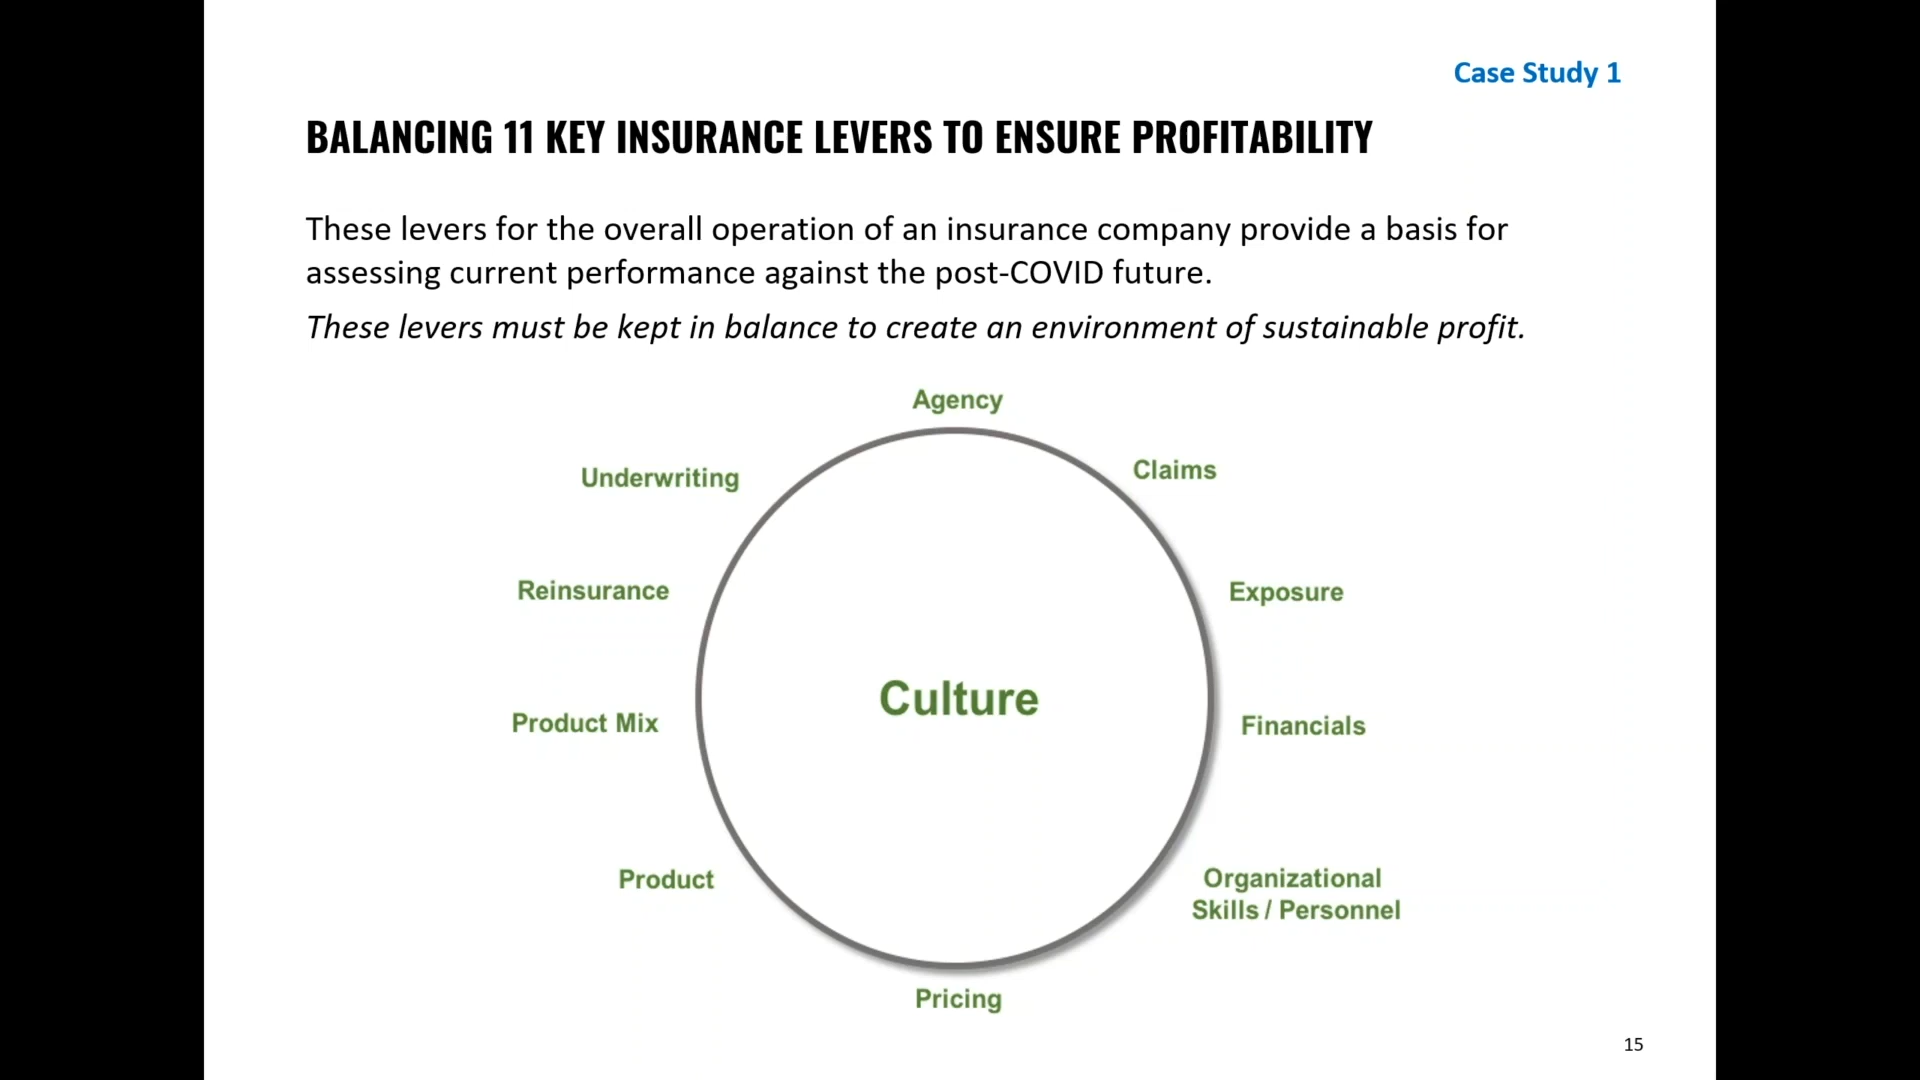 Case Study 1
BALANCING 11 KEY INSURANCE LEVERS TO ENSURE PROFITABILITY
These levers for the overall operation of an insurance company provide a basis for
assessing current performance against the post-COVID future.
These levers must be kept in balance to create an environment of sustainable profit.
Agency
Claims
Underwriting
Reinsurance
Exposure
Culture
Product Mix
Financials
Product
Organizational
Skills / Personnel
Pricing
15